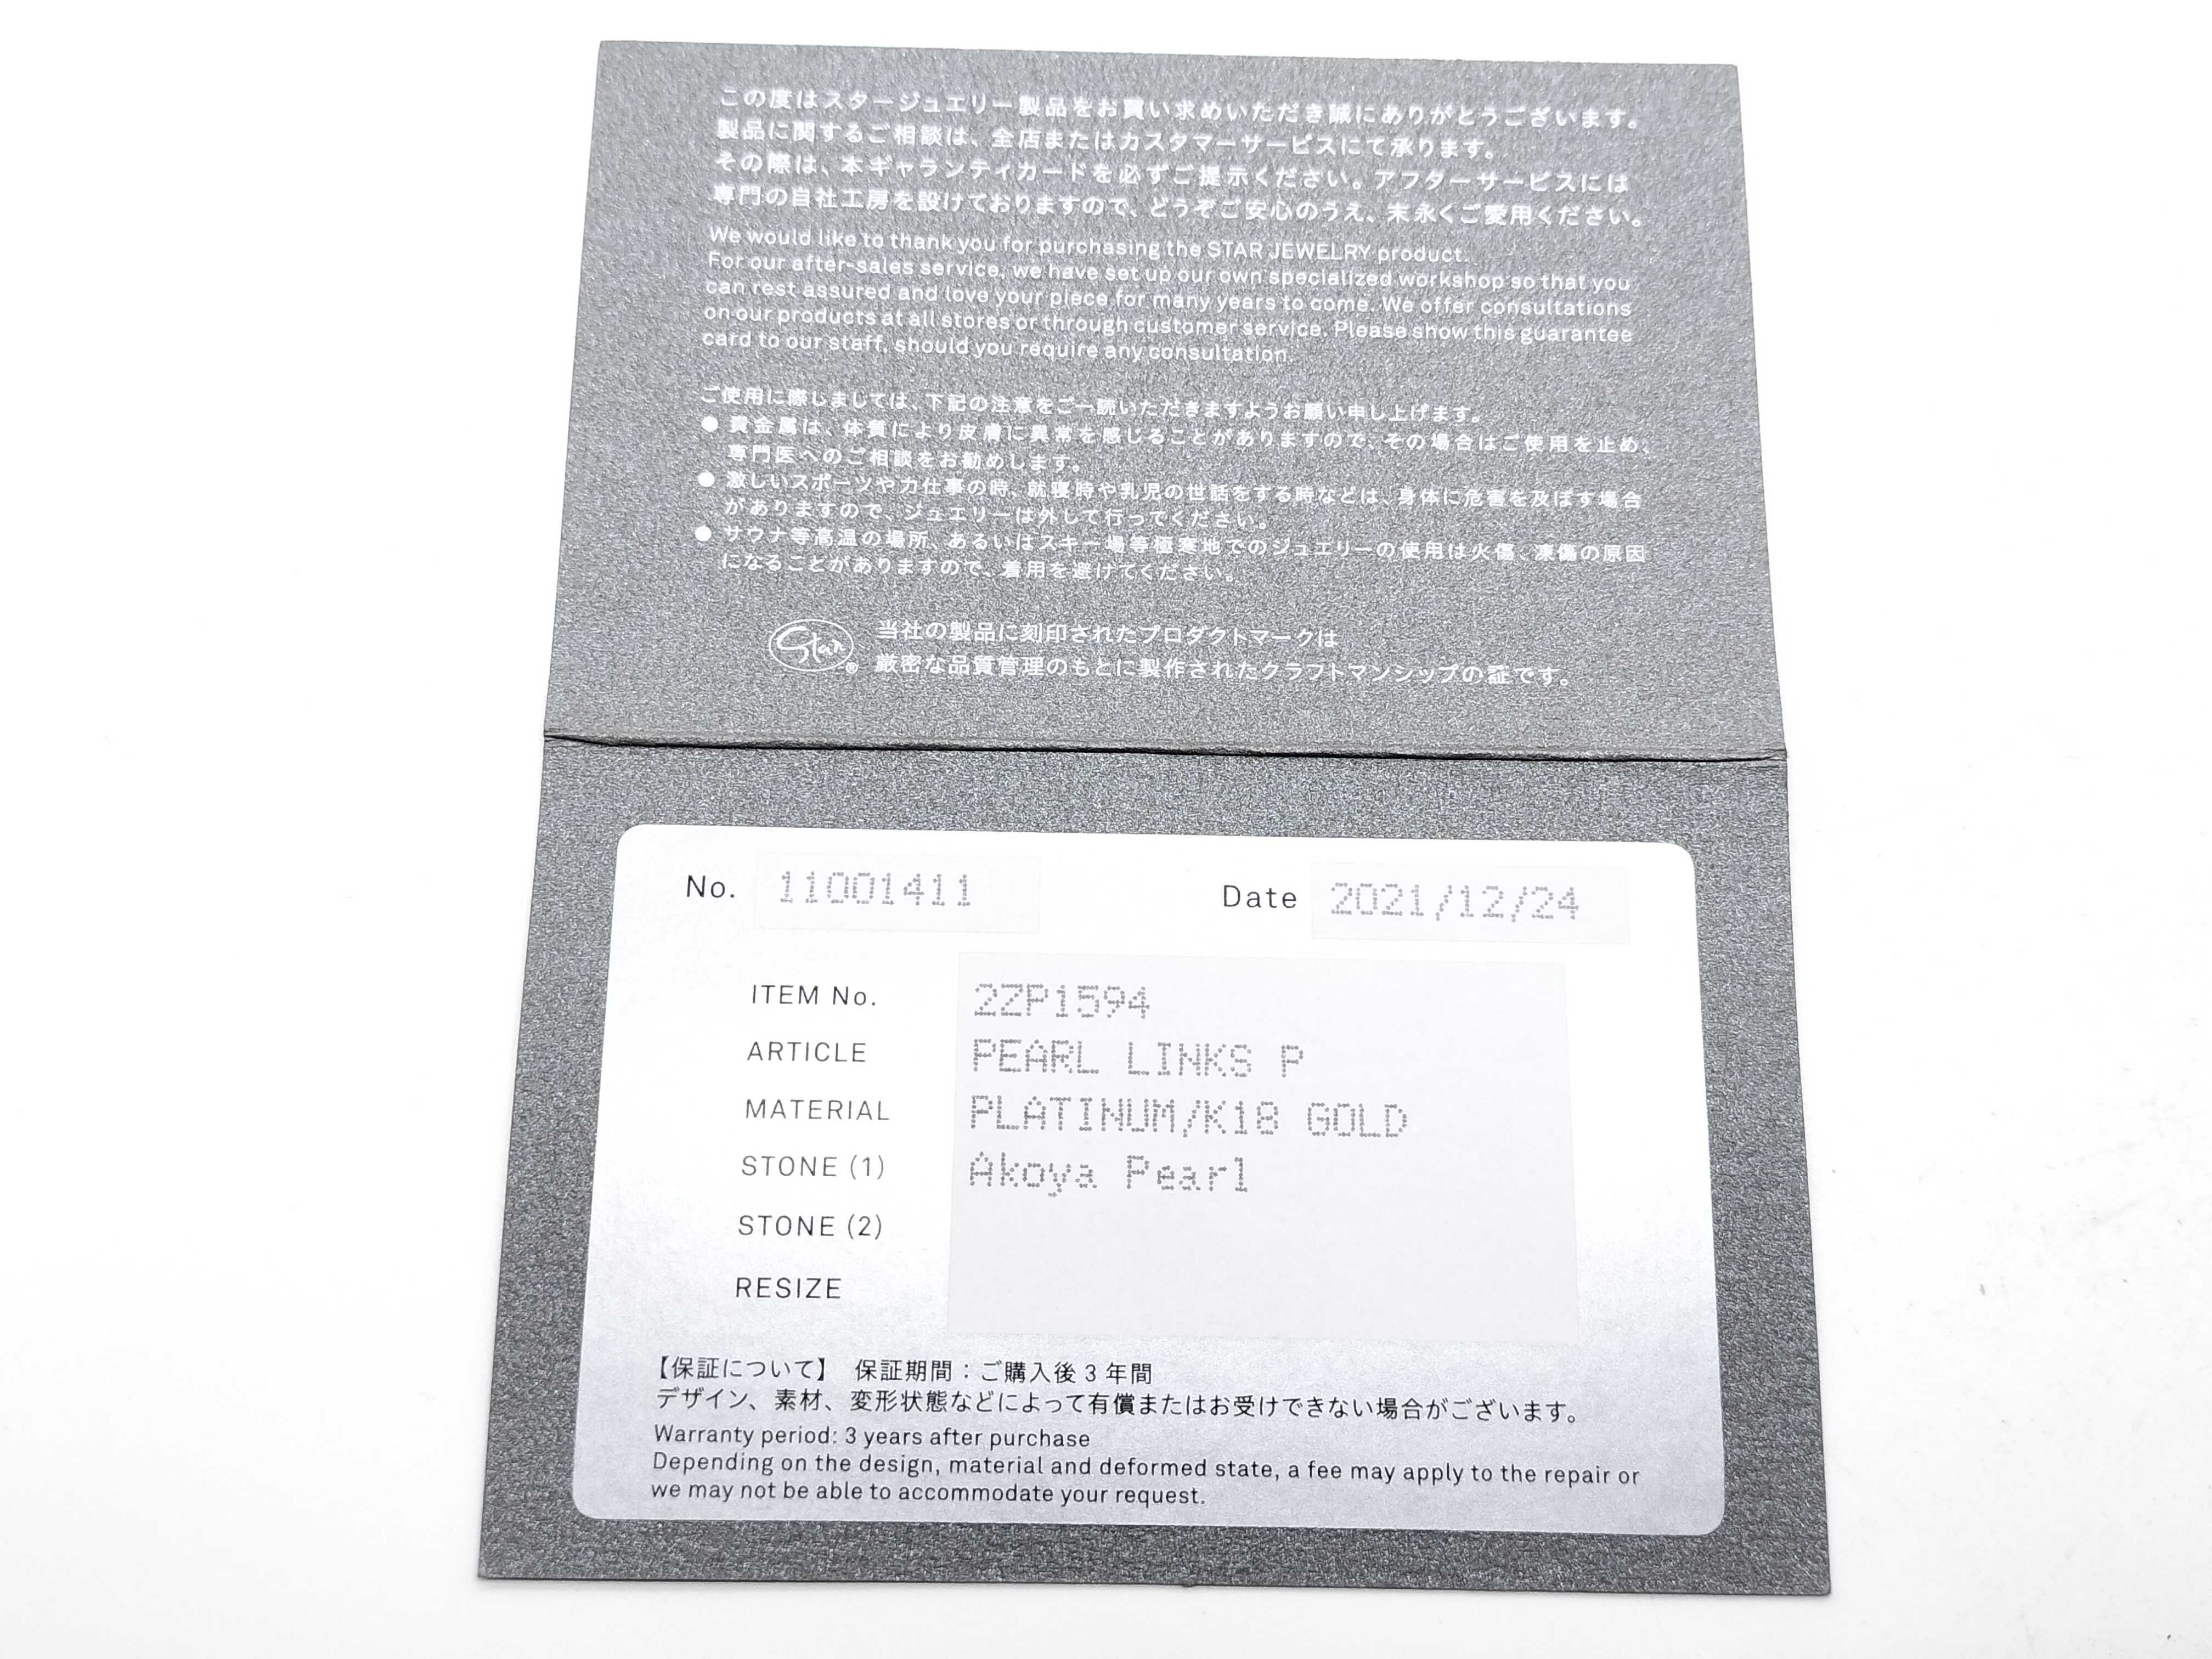 この度はスタージュエリー製品をお買い求めいただき誠にありがとうございます。
製品に関するご相談は、全店またはカスタマーサービスにて承ります。
その際は、本ギャランティカードを必ずご提示ください。アフターサービスには
専門の自社工房を設けておりますので、どうぞご安心のうえ、末永くご愛用ください。
We would like to thank you for purchasing the STAR JEWELRY product.
For our after-sales service, we have set up our own specialized workshop so that you
can rest assured and love your piece for many years to come. We offer consultations
on our products at all stores or through customer service. Please show this guarantee
card to our staff, should you require any consultation.
ご使用に際しましては、下記の注意をご一読いただきますようお願い申し上げます。
● 貴金属は、体質により皮膚に異常を感じることがありますので、その場合はご使用を止め、
専門医へのご相談をお勧めします。
● 激しいスポーツや力仕事の時、就寝時や乳児の世話をする時などは、身体に危害を及ぼす場合
がありますので、ジュエリーは外して行ってください。
● サウナ等高温の場所、あるいはスキー場等極寒地でのジュエリーの使用は火傷、凍傷の原因
になることがありますので、着用を避けてください。
Star® 当社の製品に刻印されたプロダクトマークは
厳密な品質管理のもとに製作されたクラフトマンシップの証です。
No. 11001411 Date 2021/12/24
ITEM No. 2ZP1594
ARTICLE PEARL LINKS P
MATERIAL PLATINUM/K18 GOLD
STONE (1) Akoya Pearl
STONE (2)
RESIZE
【保証について】 保証期間：ご購入後3年間
デザイン、素材、変形状態などによって有償またはお受けできない場合がございます。
Warranty period: 3 years after purchase
Depending on the design, material and deformed state, a fee may apply to the repair or
we may not be able to accommodate your request.